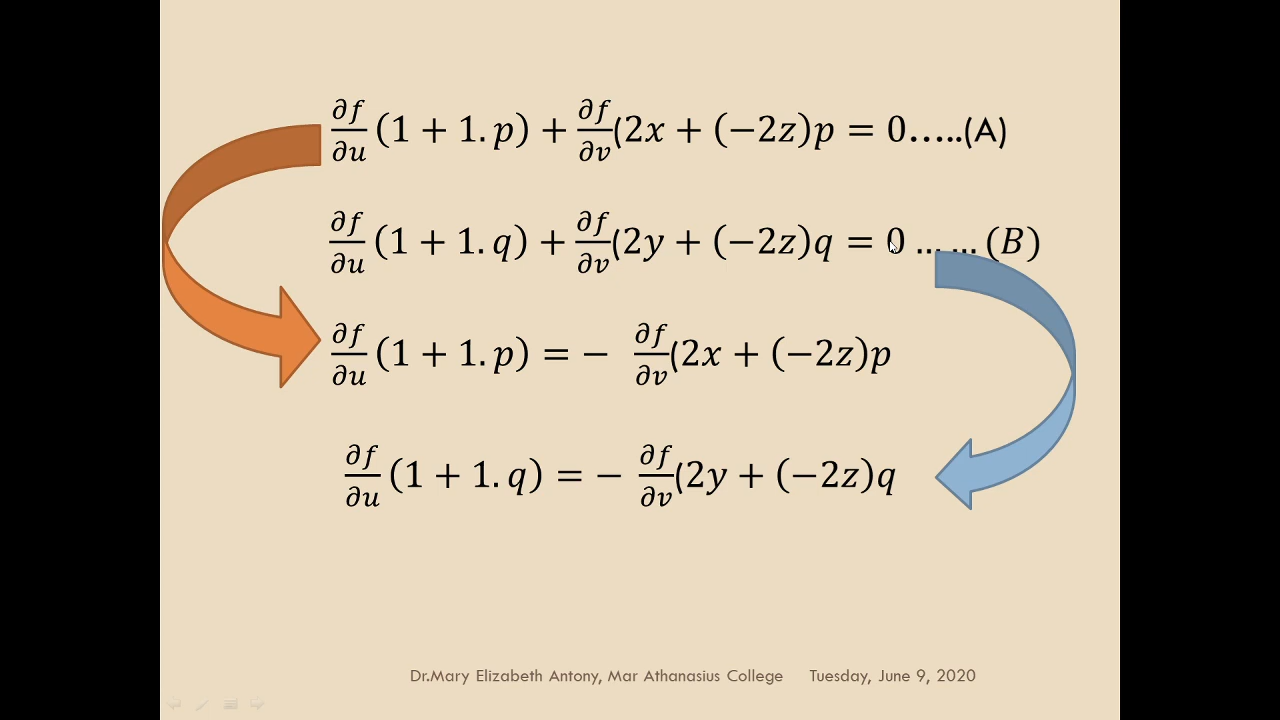 ∂f/∂u (1 + 1. p) + ∂f/∂v (2x + (−2z)p = 0…..(A)
∂f/∂u (1 + 1. q) + ∂f/∂v (2y + (−2z)q = 0 … … (B)
∂f/∂u (1 + 1. p) = − ∂f/∂v (2x + (−2z)p
∂f/∂u (1 + 1. q) = − ∂f/∂v (2y + (−2z)q
Dr.Mary Elizabeth Antony, Mar Athanasius College Tuesday, June 9, 2020